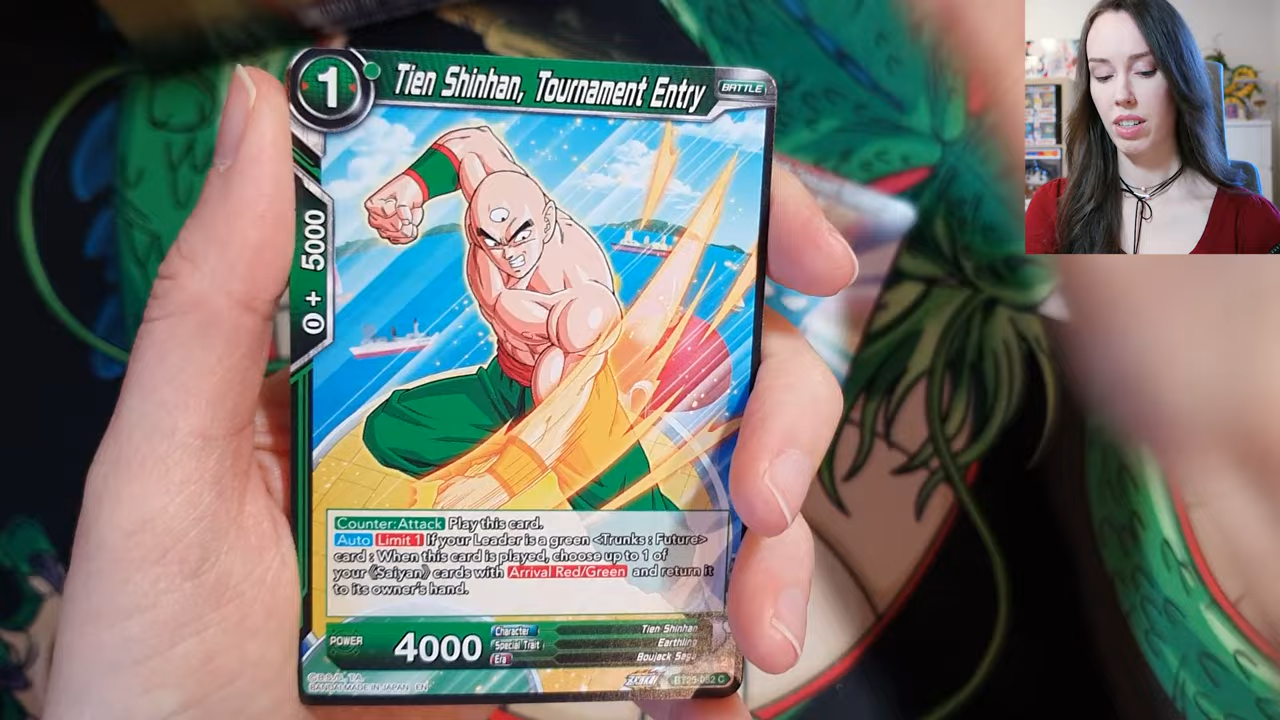 1
Tien Shinhan, Tournament Entry
BATTLE
0 + 5000
Counter: Attack Play this card.
Auto Limit 1 If your Leader is a green <Trunks : Future>
card : When this card is played, choose up to 1 of
your 《Saiyan》 cards with Arrival Red/Green and return it
to its owner's hand.
POWER
4000
Character
Tien Shinhan
Special Trait
Earthling
Era
Boujack Saga
BANDAI MADE IN JAPAN EN